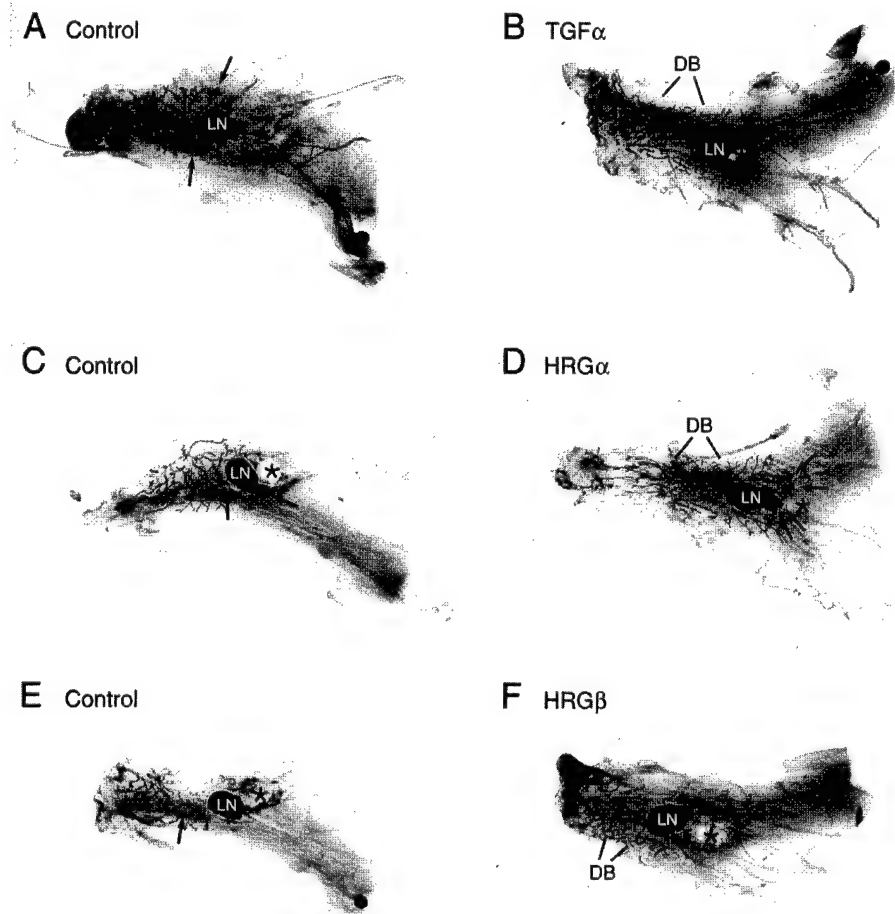 A Control
LN
B TGFα
DB
LN
C Control
LN
*
D HRGα
DB
LN
E Control
LN
*
F HRGβ
LN
*
DB